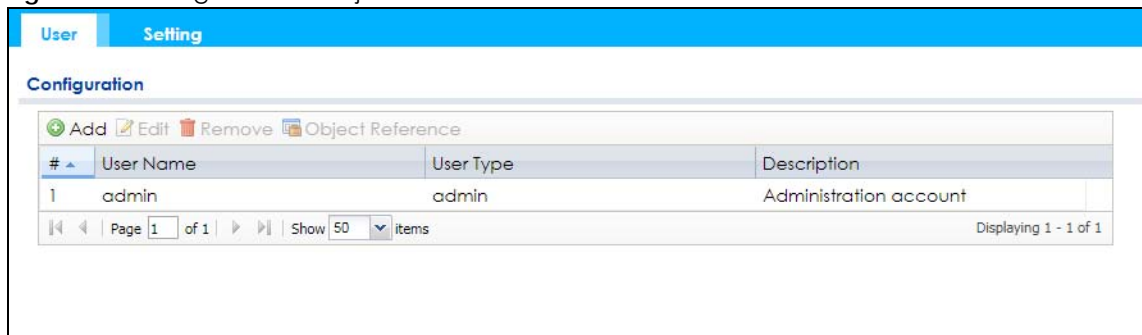 User Setting
Configuration
Add Edit Remove Object Reference
# User Name User Type Description
1 admin admin Administration account
Page 1 of 1 Show 50 items Displaying 1 - 1 of 1